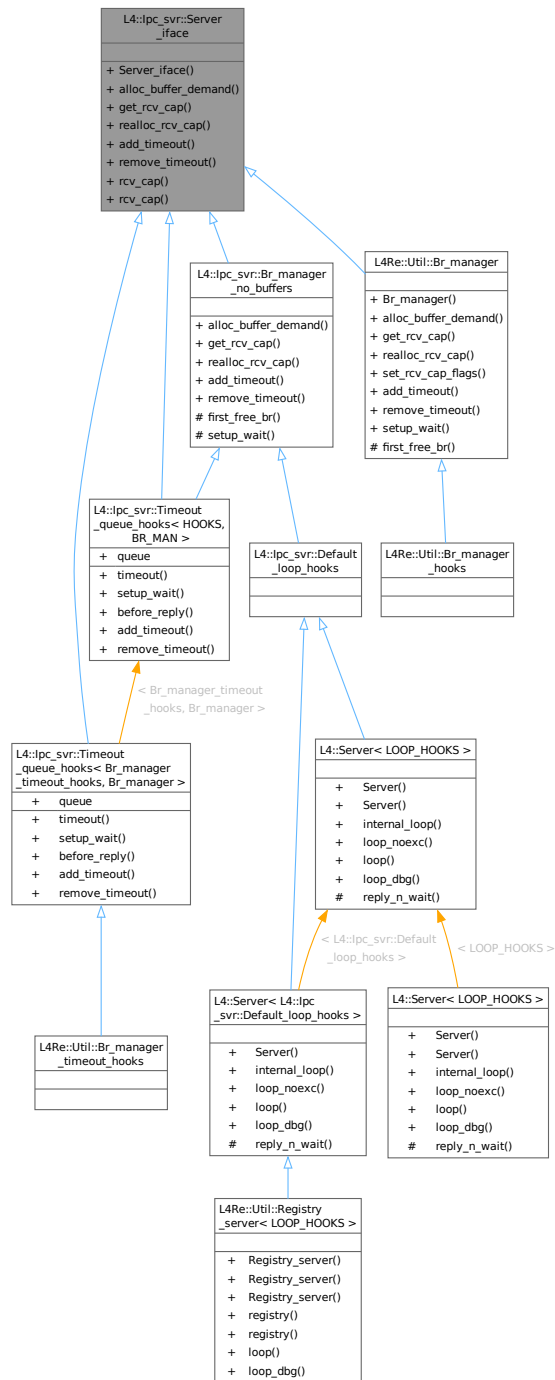 L4::Ipc_svr::Server
_iface
+ Server_iface()
+ alloc_buffer_demand()
+ get_rcv_cap()
+ realloc_rcv_cap()
+ add_timeout()
+ remove_timeout()
+ rcv_cap()
+ rcv_cap()
L4::Ipc_svr::Br_manager
_no_buffers
+ alloc_buffer_demand()
+ get_rcv_cap()
+ realloc_rcv_cap()
+ add_timeout()
+ remove_timeout()
# first_free_br()
# setup_wait()
L4Re::Util::Br_manager
+ Br_manager()
+ alloc_buffer_demand()
+ get_rcv_cap()
+ realloc_rcv_cap()
+ set_rcv_cap_flags()
+ add_timeout()
+ remove_timeout()
+ setup_wait()
# first_free_br()
L4::Ipc_svr::Timeout
_queue_hooks< HOOKS,
BR_MAN >
+ queue
+ timeout()
+ setup_wait()
+ before_reply()
+ add_timeout()
+ remove_timeout()
L4::Ipc_svr::Default
_loop_hooks
L4Re::Util::Br_manager
_hooks
< Br_manager_timeout
_hooks, Br_manager >
L4::Ipc_svr::Timeout
_queue_hooks< Br_manager
_timeout_hooks, Br_manager >
+ queue
+ timeout()
+ setup_wait()
+ before_reply()
+ add_timeout()
+ remove_timeout()
L4::Server< LOOP_HOOKS >
+ Server()
+ Server()
+ internal_loop()
+ loop_noexc()
+ loop()
+ loop_dbg()
# reply_n_wait()
< L4::Ipc_svr::Default
_loop_hooks >
< LOOP_HOOKS >
L4Re::Util::Br_manager
_timeout_hooks
L4::Server< L4::Ipc
_svr::Default_loop_hooks >
+ Server()
+ internal_loop()
+ loop_noexc()
+ loop()
+ loop_dbg()
# reply_n_wait()
L4::Server< LOOP_HOOKS >
+ Server()
+ Server()
+ internal_loop()
+ loop_noexc()
+ loop()
+ loop_dbg()
# reply_n_wait()
L4Re::Util::Registry
_server< LOOP_HOOKS >
+ Registry_server()
+ Registry_server()
+ Registry_server()
+ registry()
+ registry()
+ loop()
+ loop_dbg()